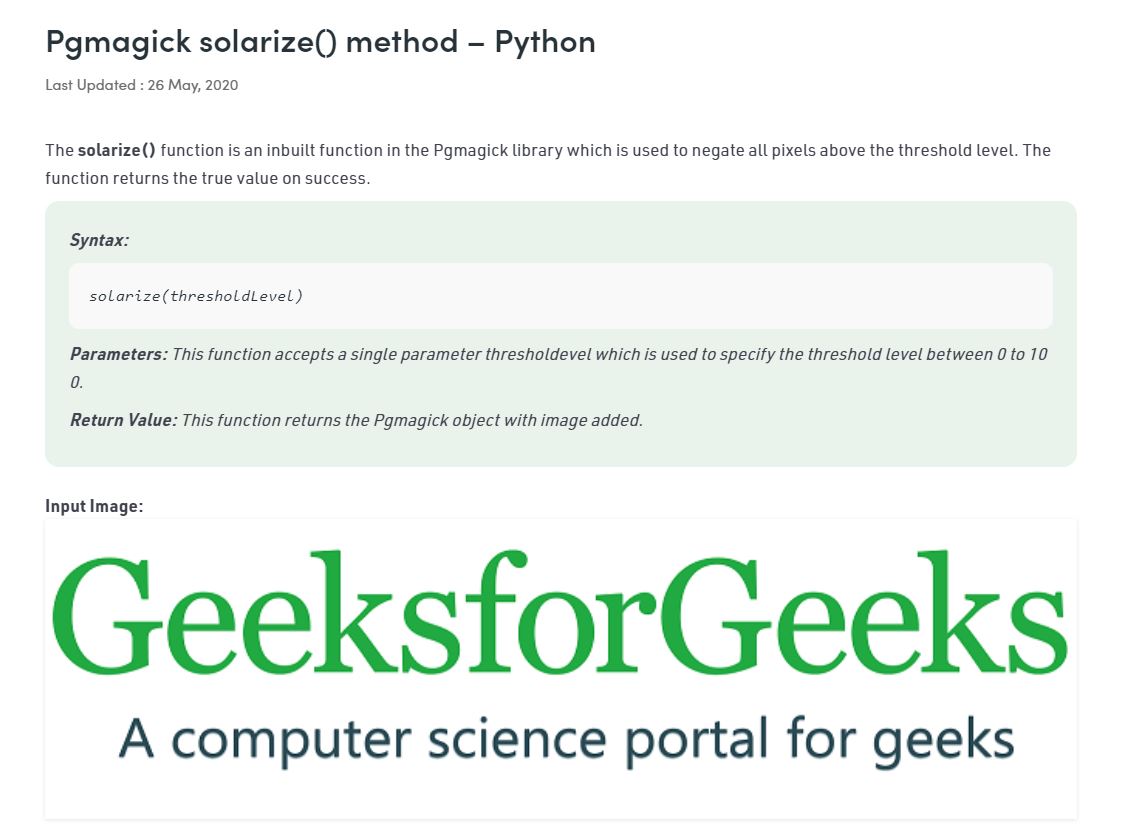 Pgmagick solarize() method – Python
Last Updated : 26 May, 2020
The solarize() function is an inbuilt function in the Pgmagick library which is used to negate all pixels above the threshold level. The
function returns the true value on success.
Syntax:
solarize(thresholdLevel)
Parameters: This function accepts a single parameter thresholdevel which is used to specify the threshold level between 0 to 10
0.
Return Value: This function returns the Pgmagick object with image added.
Input Image:
GeeksforGeeks
A computer science portal for geeks